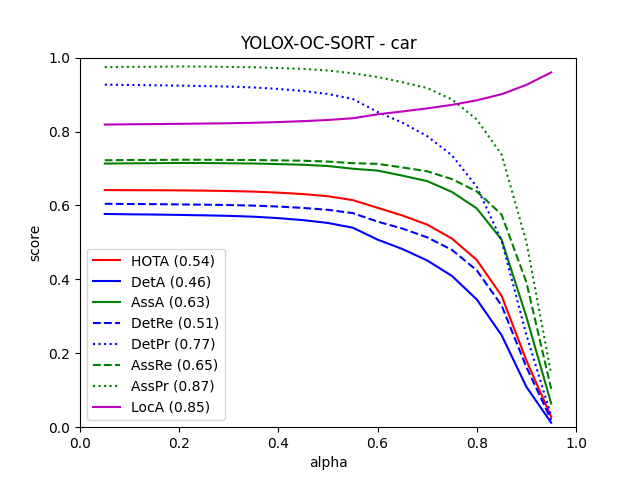 YOLOX-OC-SORT - car
1.0
0.8
0.6
0.4
0.2
0.0
score
HOTA (0.54)
DetA (0.46)
AssA (0.63)
DetRe (0.51)
DetPr (0.77)
AssRe (0.65)
AssPr (0.87)
LocA (0.85)
0.0 0.2 0.4 0.6 0.8 1.0
alpha